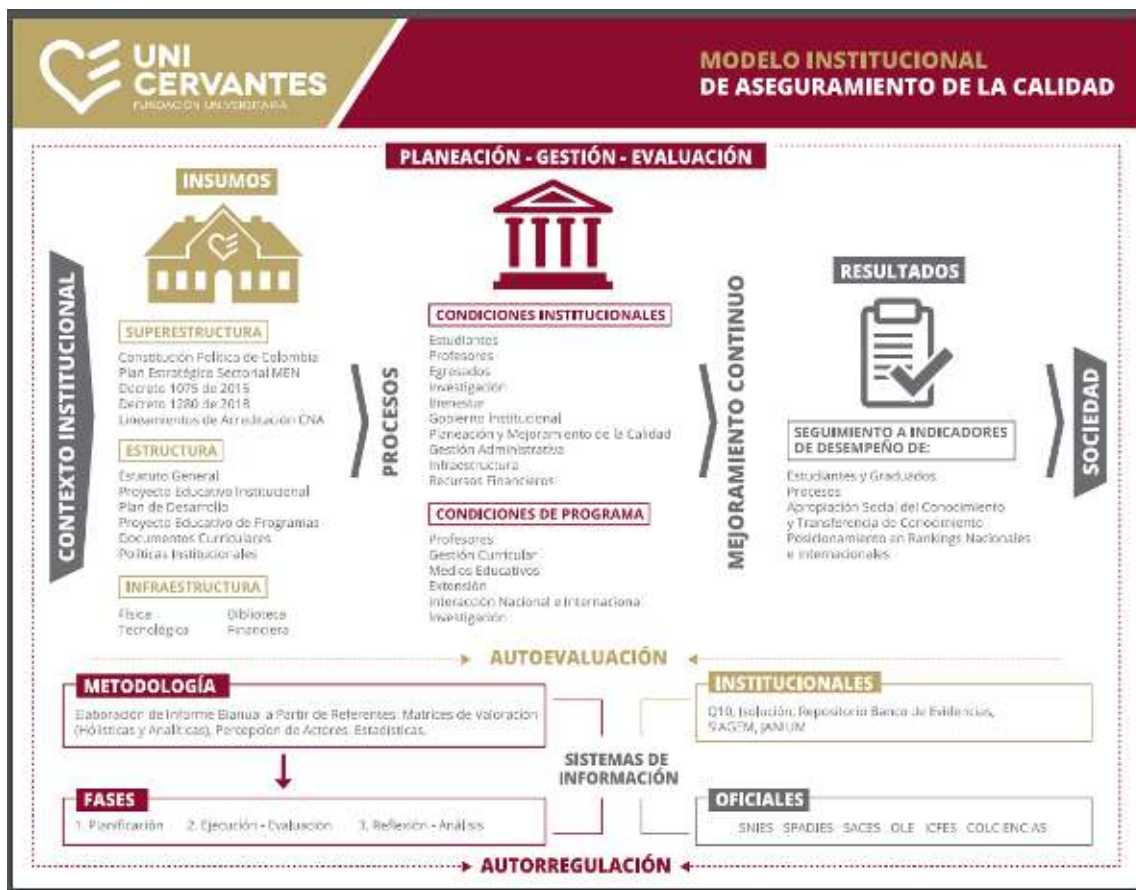 UNI
CERVANTES
FUNDACIÓN UNIVERSITARIA
MODELO INSTITUCIONAL
DE ASEGURAMIENTO DE LA CALIDAD
PLANEACIÓN - GESTIÓN - EVALUACIÓN
CONTEXTO INSTITUCIONAL
INSUMOS
SUPERESTRUCTURA
Constitución Política de Colombia
Plan Estratégico Sectorial MEN
Decreto 1075 de 2015
Decreto 1280 de 2018
Lineamientos de Acreditación CNA
ESTRUCTURA
Estatuto General
Proyecto Educativo Institucional
Plan de Desarrollo
Proyecto Educativo de Programas
Documentos Curriculares
Políticas Institucionales
INFRAESTRUCTURA
Física Biblioteca
Tecnológica Financiera
PROCESOS
CONDICIONES INSTITUCIONALES
Estudiantes
Profesores
Egresados
Investigación
Bienestar
Gobierno Institucional
Planeación y Mejoramiento de la Calidad
Gestión Administrativa
Infraestructura
Recursos Financieros
CONDICIONES DE PROGRAMA
Profesores
Gestión Curricular
Medios Educativos
Extensión
Interacción Nacional e Internacional
Investigación
MEJORAMIENTO CONTINUO
RESULTADOS
SEGUIMIENTO A INDICADORES
DE DESEMPEÑO DE:
Estudiantes y Graduados
Procesos
Apropiación Social del Conocimiento
y Transferencia de Conocimiento
Posicionamiento en Rankings Nacionales
e Internacionales
SOCIEDAD
AUTOEVALUACIÓN
METODOLOGÍA
Elaboración de Informe Bianual a Partir de Referentes. Matrices de Valoración
(Holísticas y Analíticas), Percepción de Actores. Estadísticas.
FASES
1. Planificación 2. Ejecución - Evaluación 3. Reflexión - Análisis
SISTEMAS DE
INFORMACIÓN
INSTITUCIONALES
Q10, Isolución, Repositorio Banco de Evidencias,
SIAGEM, JANIUM
OFICIALES
SNIES SPADIES SACES OLE ICFES COLCIENCIAS
AUTORREGULACIÓN